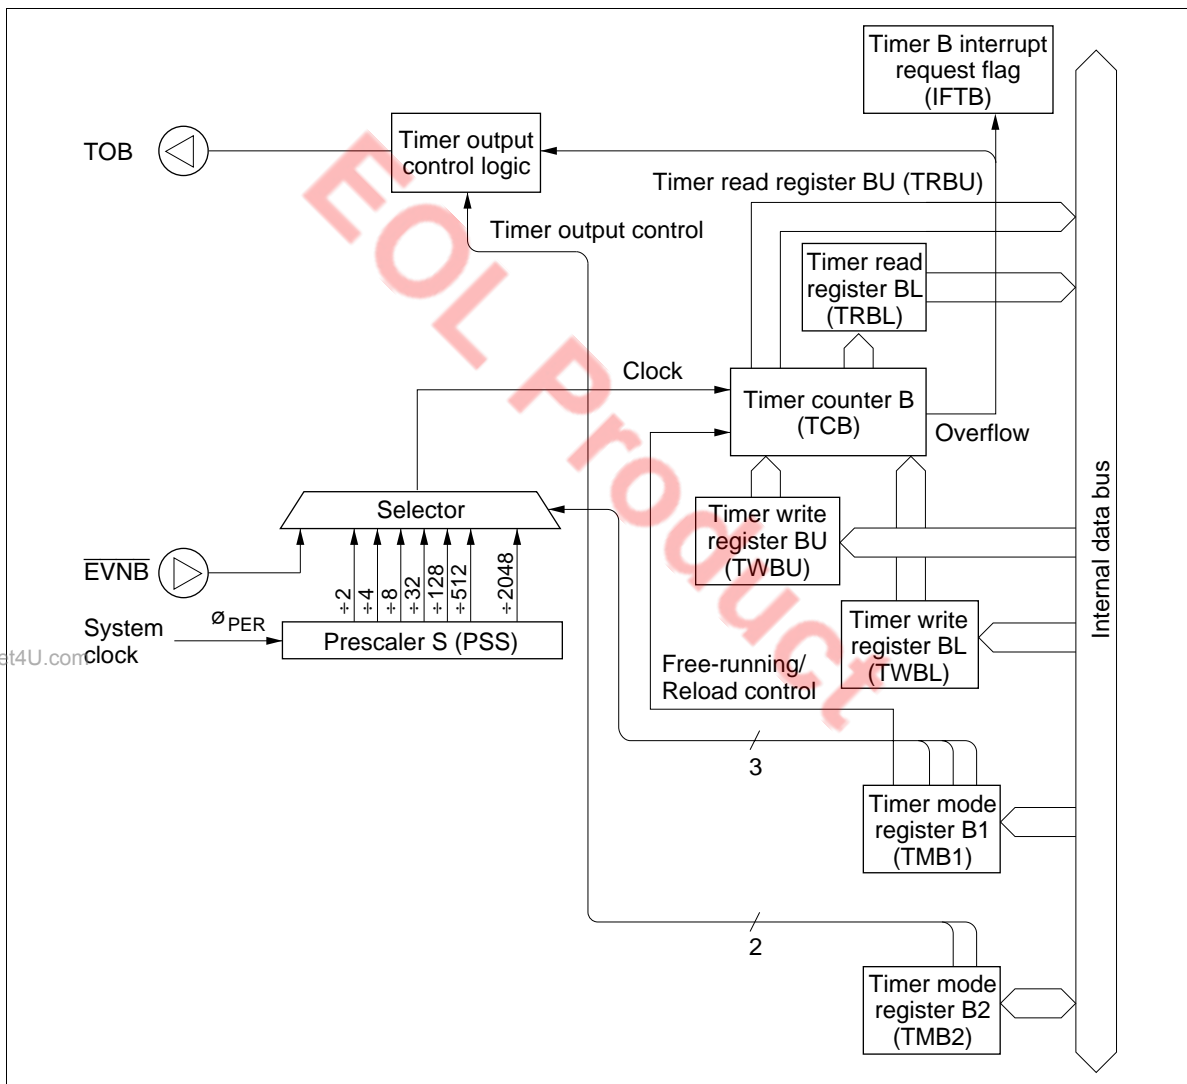 Timer B interrupt
request flag
(IFTB)
TOB
Timer output
control logic
Timer read register BU (TRBU)
Timer output control
Timer read
register BL
(TRBL)
Clock
Timer counter B
(TCB)
Overflow
Selector
Timer write
register BU
(TWBU)
EVNB
÷2
÷4
÷8
÷32
÷128
÷512
÷2048
Internal data bus
System
clock
øPER
Prescaler S (PSS)
Timer write
register BL
(TWBL)
et4U.com
Free-running/
Reload control
3
Timer mode
register B1
(TMB1)
2
Timer mode
register B2
(TMB2)
EOL Product